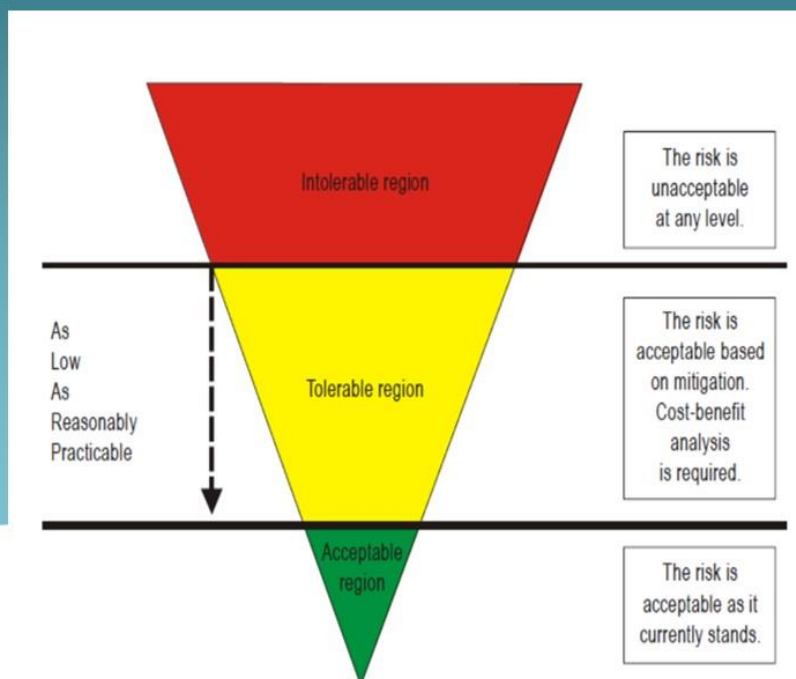 Intolerable region
The risk is
unacceptable
at any level.
As
Low
As
Reasonably
Practicable
Tolerable region
The risk is
acceptable based
on mitigation.
Cost-benefit
analysis
is required.
Acceptable
region
The risk is
acceptable as it
currently stands.